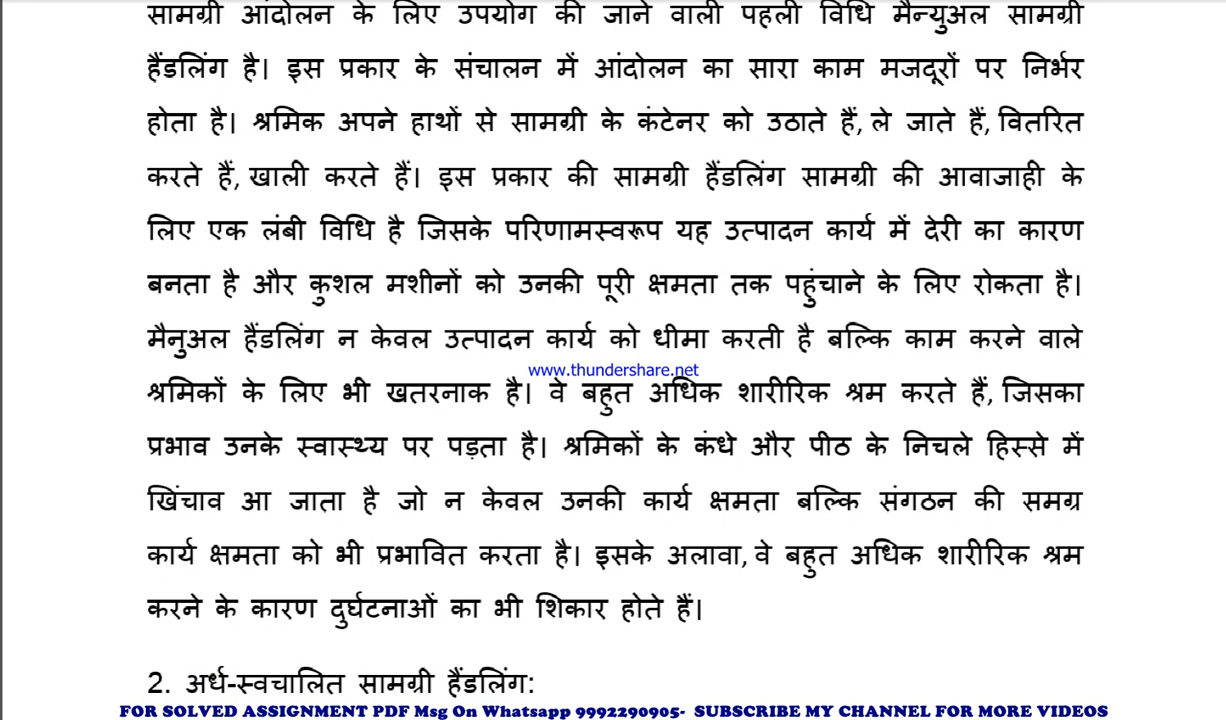 सामग्री आंदोलन के लिए उपयोग की जाने वाली पहली विधि मैन्युअल सामग्री
हैंडलिंग है। इस प्रकार के संचालन में आंदोलन का सारा काम मजदूरों पर निर्भर
होता है। श्रमिक अपने हाथों से सामग्री के कंटेनर को उठाते हैं, ले जाते हैं, वितरित
करते हैं, खाली करते हैं। इस प्रकार की सामग्री हैंडलिंग सामग्री की आवाजाही के
लिए एक लंबी विधि है जिसके परिणामस्वरूप यह उत्पादन कार्य में देरी का कारण
बनता है और कुशल मशीनों को उनकी पूरी क्षमता तक पहुंचाने के लिए रोकता है।
मैनुअल हैंडलिंग न केवल उत्पादन कार्य को धीमा करती है बल्कि काम करने वाले
www.thundershare.net
श्रमिकों के लिए भी खतरनाक है। वे बहुत अधिक शारीरिक श्रम करते हैं, जिसका
प्रभाव उनके स्वास्थ्य पर पड़ता है। श्रमिकों के कंधे और पीठ के निचले हिस्से में
खिंचाव आ जाता है जो न केवल उनकी कार्य क्षमता बल्कि संगठन की समग्र
कार्य क्षमता को भी प्रभावित करता है। इसके अलावा, वे बहुत अधिक शारीरिक श्रम
करने के कारण दुर्घटनाओं का भी शिकार होते हैं।
2. अर्ध-स्वचालित सामग्री हैंडलिंग:
FOR SOLVED ASSIGNMENT PDF Msg On Whatsapp 9992290905- SUBSCRIBE MY CHANNEL FOR MORE VIDEOS